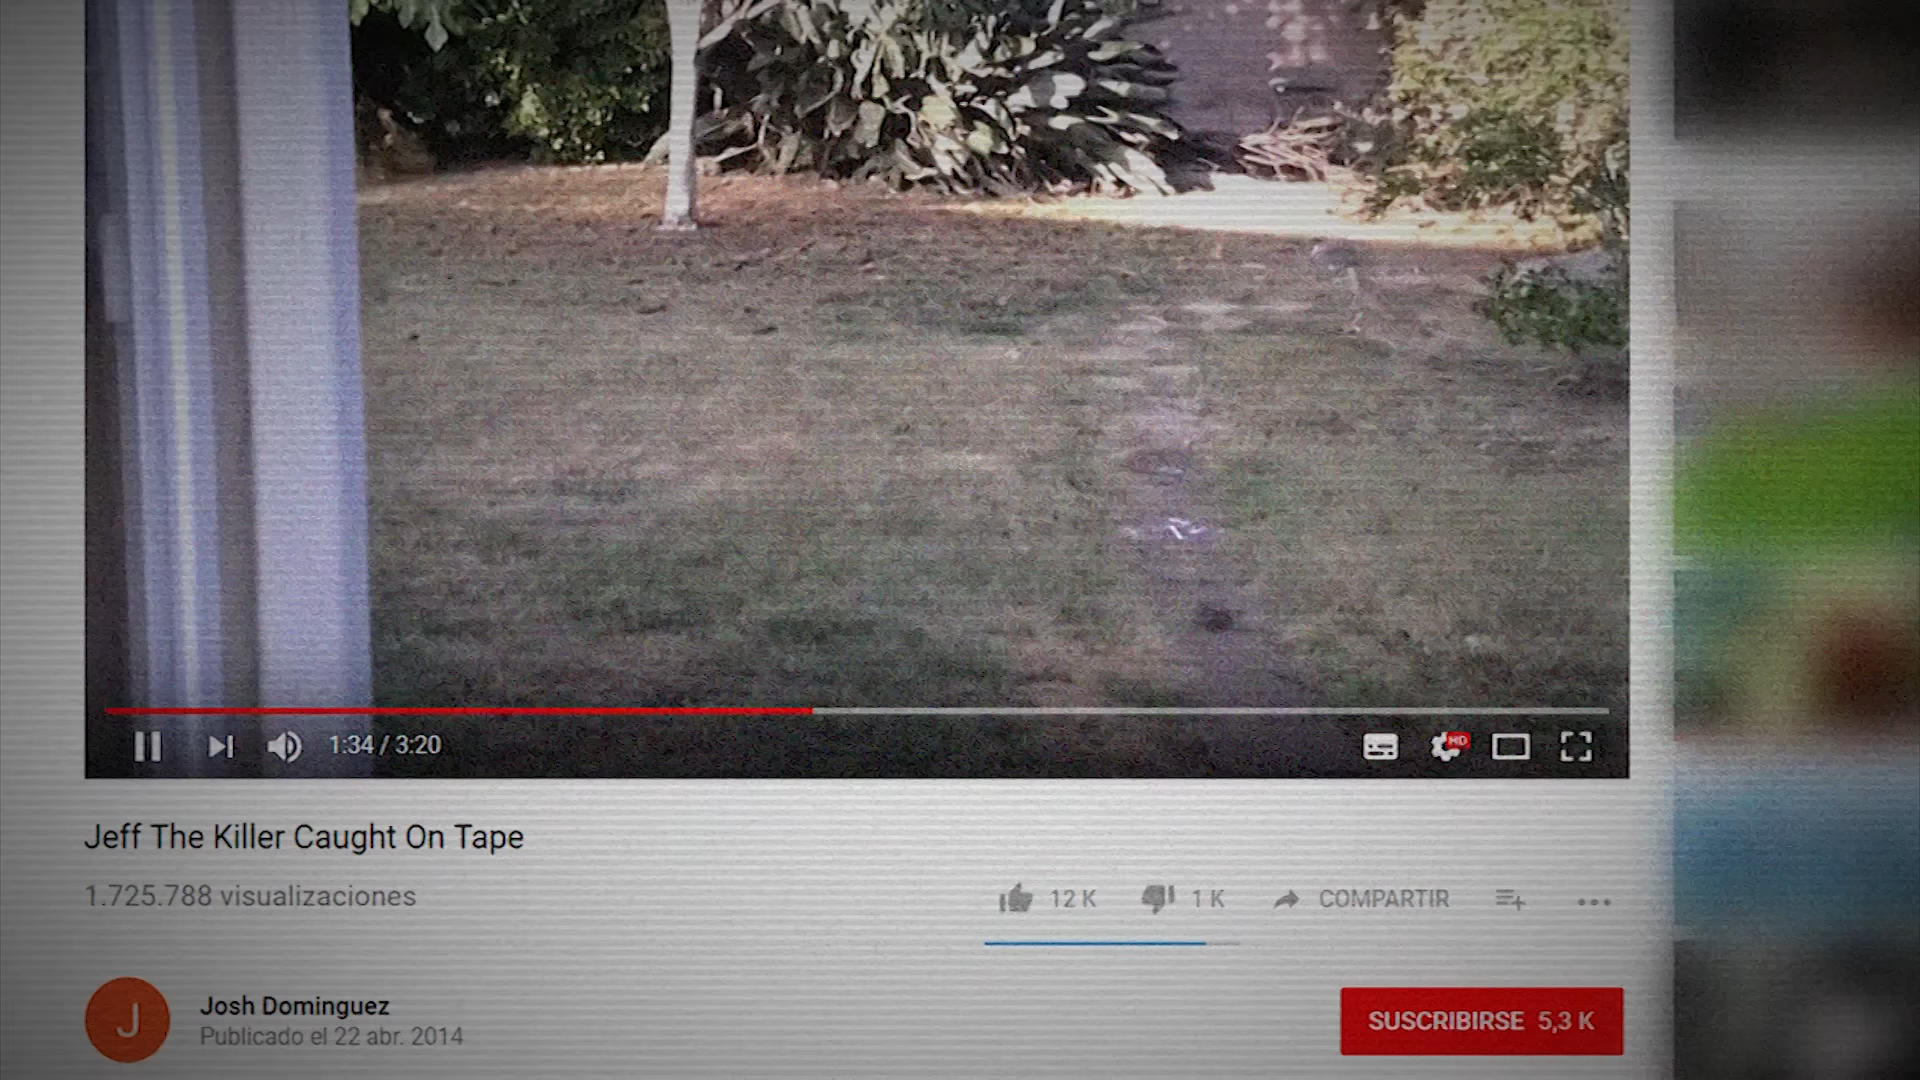 1:34 / 3:20
HD
Jeff The Killer Caught On Tape
1.725.788 visualizaciones
12 K
1 K
COMPARTIR
J
Josh Dominguez
Publicado el 22 abr. 2014
SUSCRIBIRSE 5,3 K